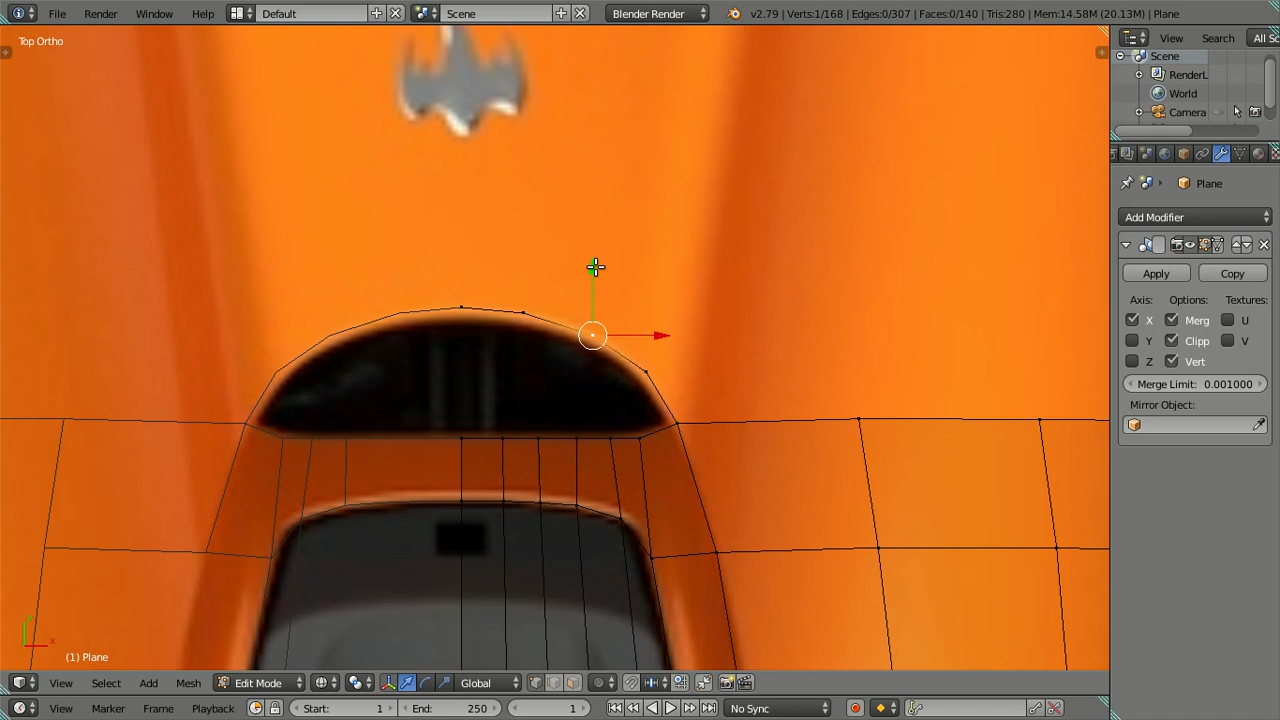 File Render Window Help Default Scene Blender Render v2.79 | Verts:1/168 | Edges:0/307 | Faces:0/140 | Tris:280 | Mem:14.58M (20.13M) | Plane
Top Ortho
View Search All Sc
Scene
RenderL
World
Camera
Plane
Add Modifier
Apply Copy
Axis: Options: Textures:
X Merg U
Y Clipp V
Z Vert
Merge Limit: 0.001000
Mirror Object:
y
x
(1) Plane
View Select Add Mesh Edit Mode Global
View Marker Frame Playback Start: 1 End: 250 1 No Sync